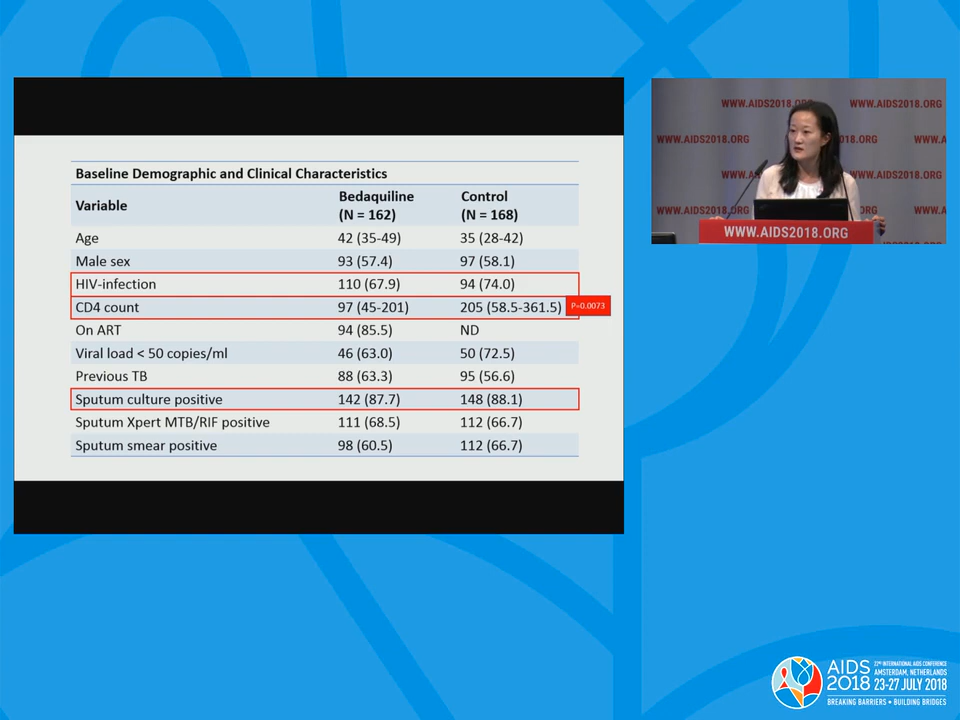 Baseline Demographic and Clinical Characteristics
Variable Bedaquiline (N = 162) Control (N = 168)
Age 42 (35-49) 35 (28-42)
Male sex 93 (57.4) 97 (58.1)
HIV-infection 110 (67.9) 94 (74.0)
CD4 count 97 (45-201) 205 (58.5-361.5) P=0.0073
On ART 94 (85.5) ND
Viral load < 50 copies/ml 46 (63.0) 50 (72.5)
Previous TB 88 (63.3) 95 (56.6)
Sputum culture positive 142 (87.7) 148 (88.1)
Sputum Xpert MTB/RIF positive 111 (68.5) 112 (66.7)
Sputum smear positive 98 (60.5) 112 (66.7)
WWW.AIDS2018.ORG WWW.AIDS2018.ORG
WWW.AIDS2018.ORG 018.ORG WWW.A
WWW.A WWW.AIDS2018.ORG
WWW.AIDS2018.ORG ORG WWW.A
WWW.AIDS2018.ORG
AIDS 2018
22ND INTERNATIONAL AIDS CONFERENCE
AMSTERDAM, NETHERLANDS
23-27 JULY 2018
BREAKING BARRIERS • BUILDING BRIDGES